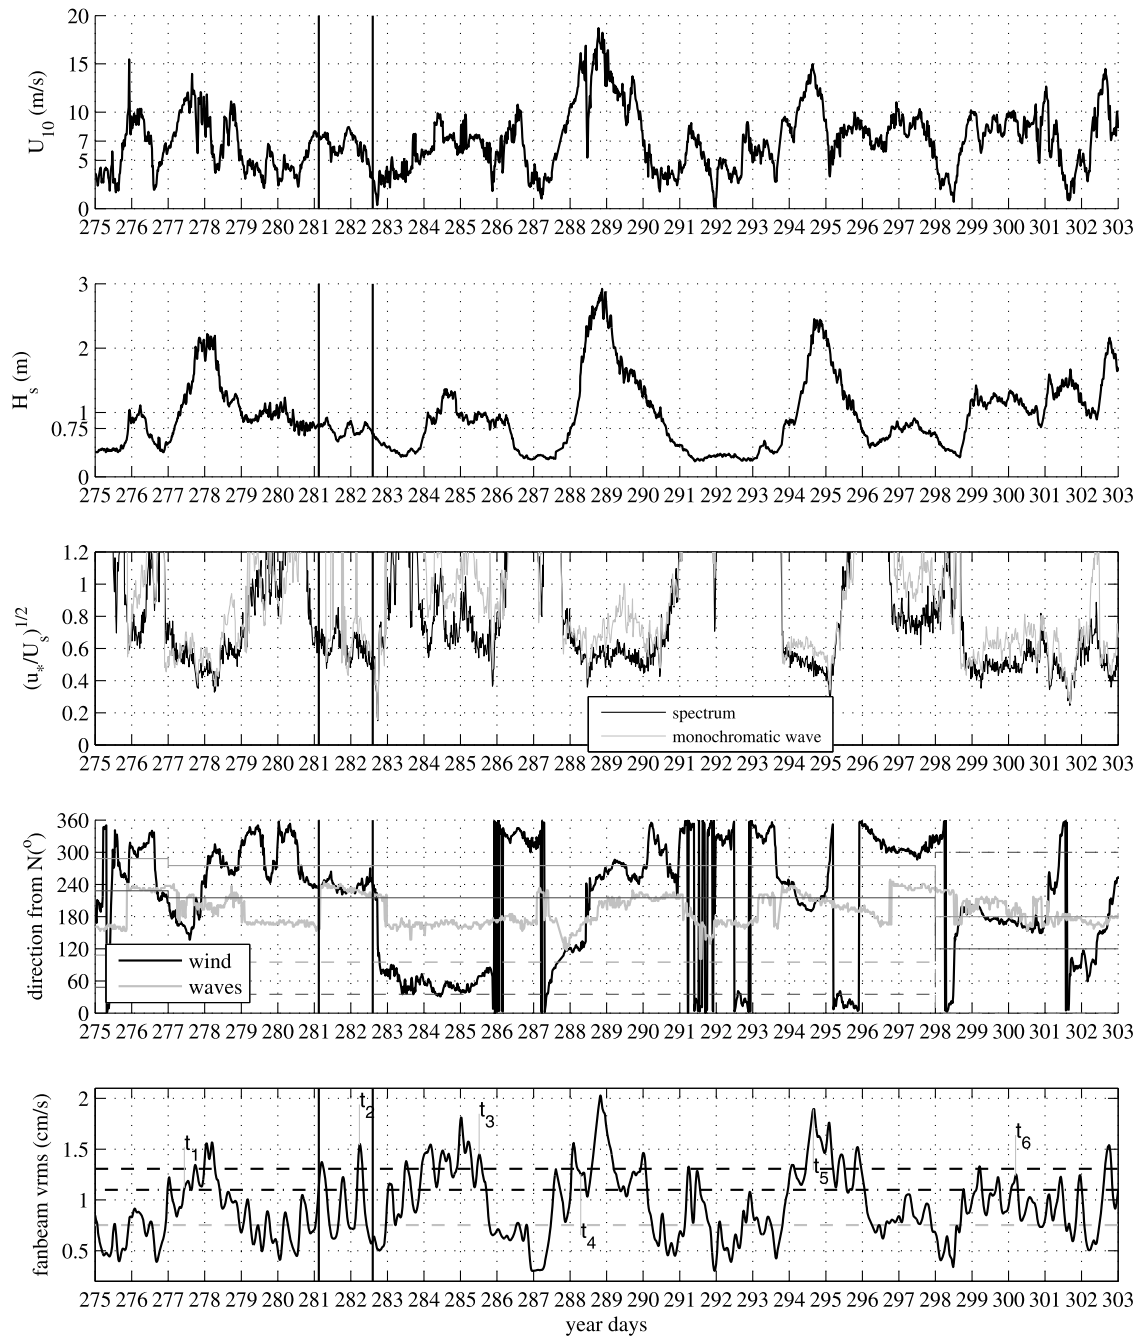 20
15
10
7
5
0
U10 (m/s)
275 276 277 278 279 280 281 282 283 284 285 286 287 288 289 290 291 292 293 294 295 296 297 298 299 300 301 302 303
3
2
1
0.75
0
Hs (m)
275 276 277 278 279 280 281 282 283 284 285 286 287 288 289 290 291 292 293 294 295 296 297 298 299 300 301 302 303
1.2
1
0.8
0.6
0.4
0.2
0
(u*/Us)1/2
spectrum
monochromatic wave
275 276 277 278 279 280 281 282 283 284 285 286 287 288 289 290 291 292 293 294 295 296 297 298 299 300 301 302 303
360
300
240
180
120
60
0
direction from N(o)
wind
waves
275 276 277 278 279 280 281 282 283 284 285 286 287 288 289 290 291 292 293 294 295 296 297 298 299 300 301 302 303
2
1.5
1
0.5
fanbeam vrms (cm/s)
t1
t2
t3
t4
t5
t6
275 276 277 278 279 280 281 282 283 284 285 286 287 288 289 290 291 292 293 294 295 296 297 298 299 300 301 302 303
year days